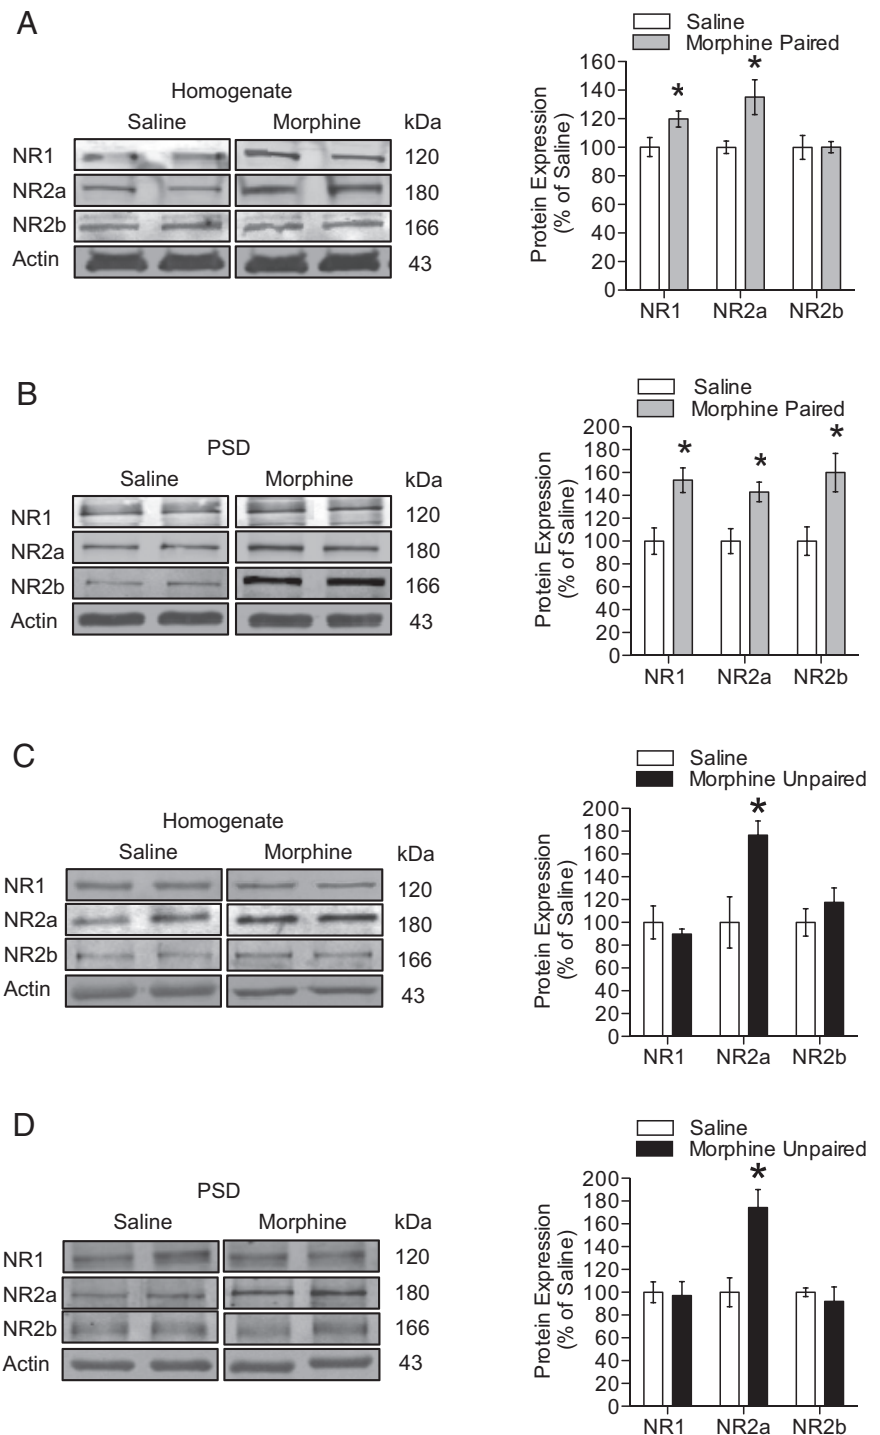 A
Homogenate
Saline Morphine kDa
NR1 120
NR2a 180
NR2b 166
Actin 43
Saline
Morphine Paired
Protein Expression
(% of Saline)
160
140
120
100
80
60
40
20
0
* *
NR1 NR2a NR2b
B
PSD
Saline Morphine kDa
NR1 120
NR2a 180
NR2b 166
Actin 43
Saline
Morphine Paired
Protein Expression
(% of Saline)
200
180
160
140
120
100
80
60
40
20
0
* * *
NR1 NR2a NR2b
C
Homogenate
Saline Morphine kDa
NR1 120
NR2a 180
NR2b 166
Actin 43
Saline
Morphine Unpaired
Protein Expression
(% of Saline)
200
180
160
140
120
100
80
60
40
20
0
*
NR1 NR2a NR2b
D
PSD
Saline Morphine kDa
NR1 120
NR2a 180
NR2b 166
Actin 43
Saline
Morphine Unpaired
Protein Expression
(% of Saline)
200
180
160
140
120
100
80
60
40
20
0
*
NR1 NR2a NR2b